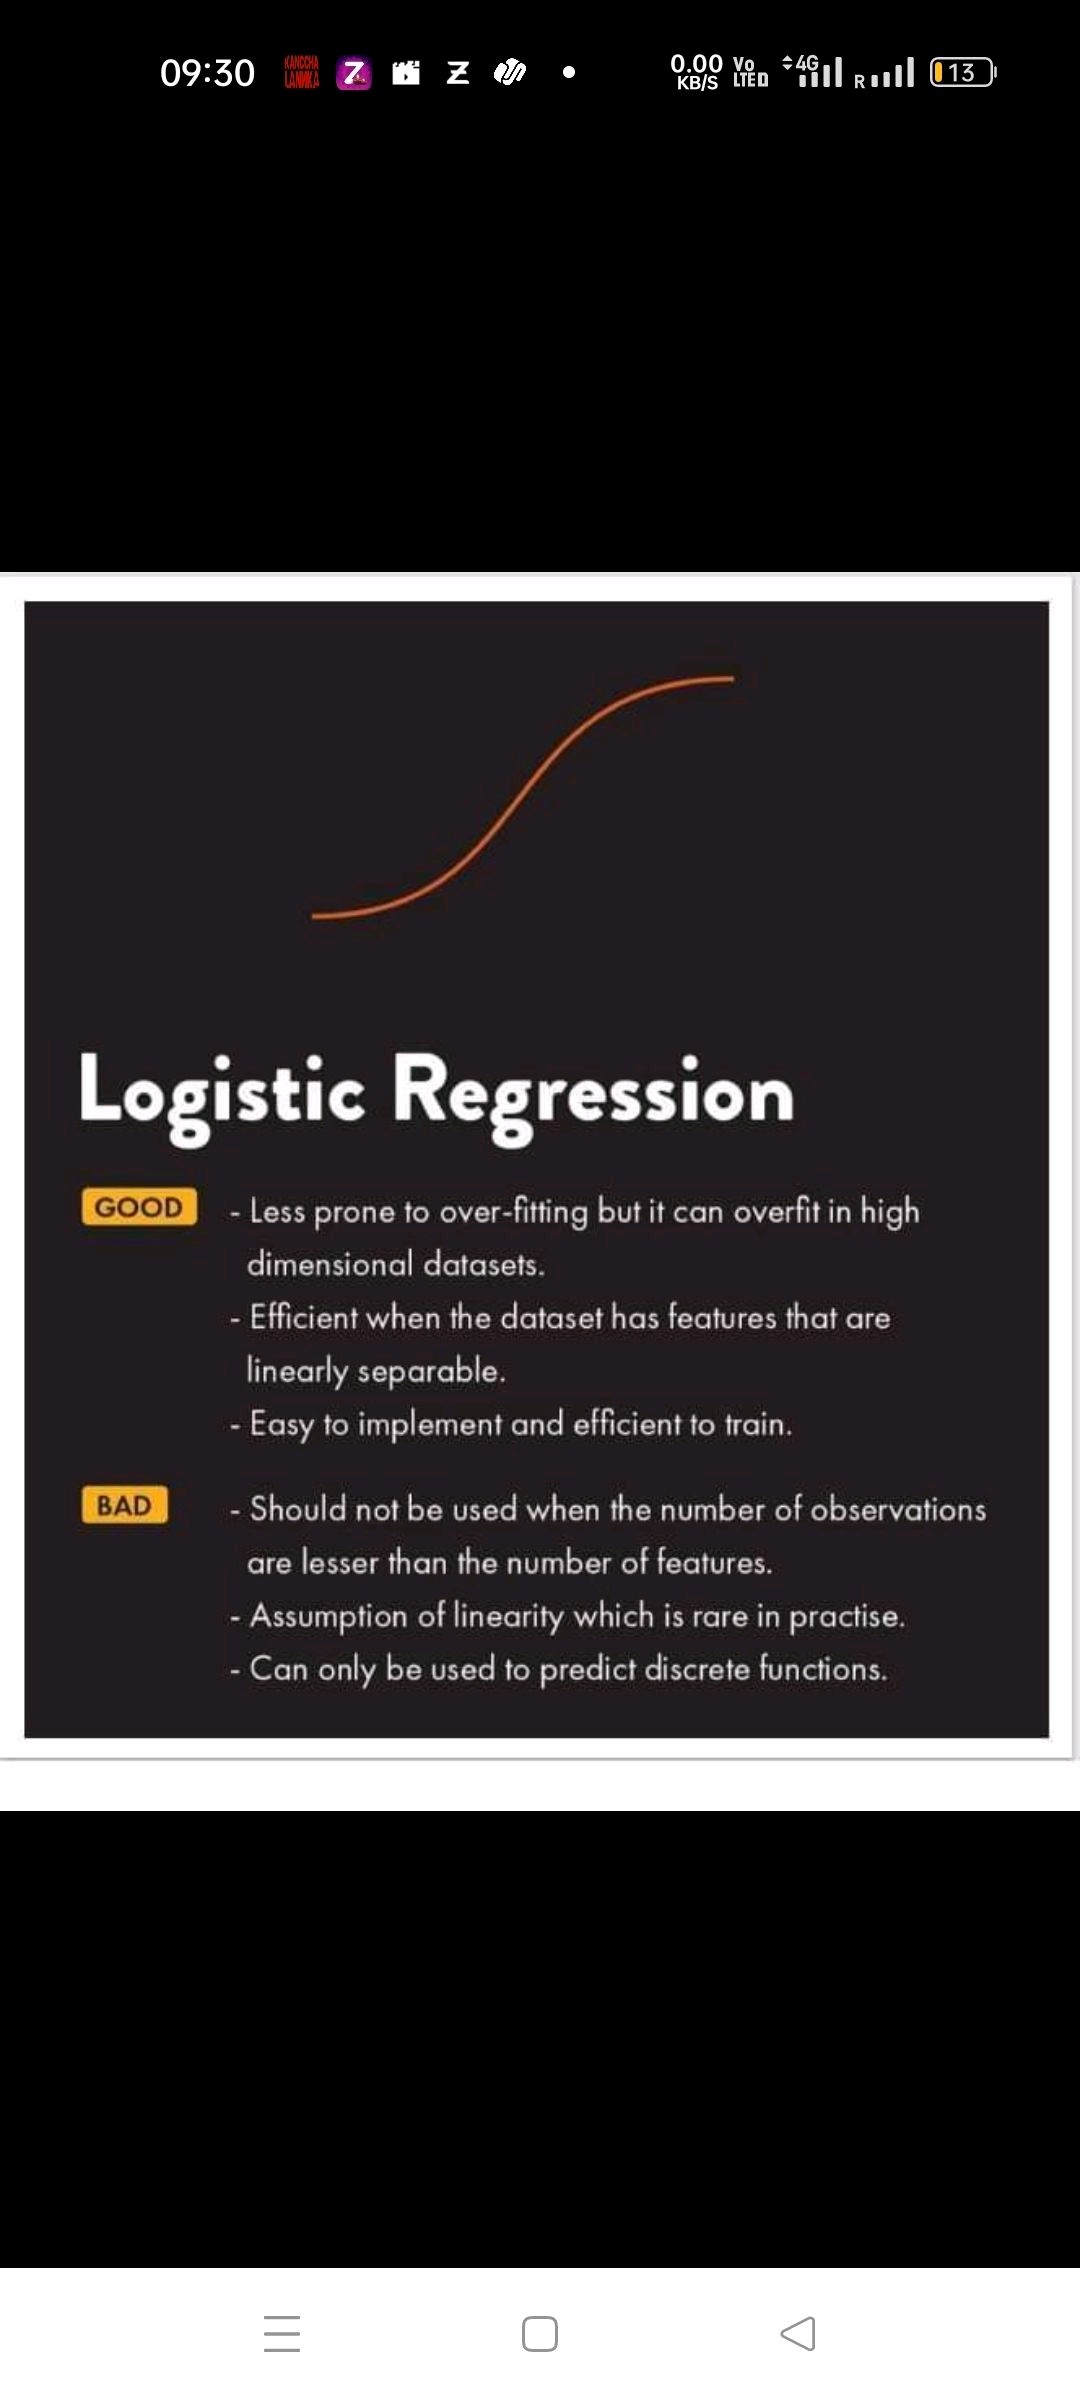 09:30
KANCCHA
LANNKA
Z
Z
0.00
KB/S
Vo
LTED
4G
R
13
Logistic Regression
GOOD
- Less prone to over-fitting but it can overfit in high
dimensional datasets.
- Efficient when the dataset has features that are
linearly separable.
- Easy to implement and efficient to train.
BAD
- Should not be used when the number of observations
are lesser than the number of features.
- Assumption of linearity which is rare in practise.
- Can only be used to predict discrete functions.